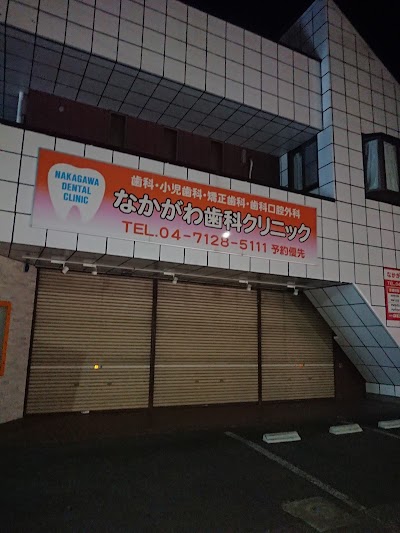 NAKAGAWA
DENTAL
CLINIC
歯科・小児歯科・矯正歯科・歯科口腔外科
なかがわ歯科クリニック
TEL.04-7128-5111 予約優先